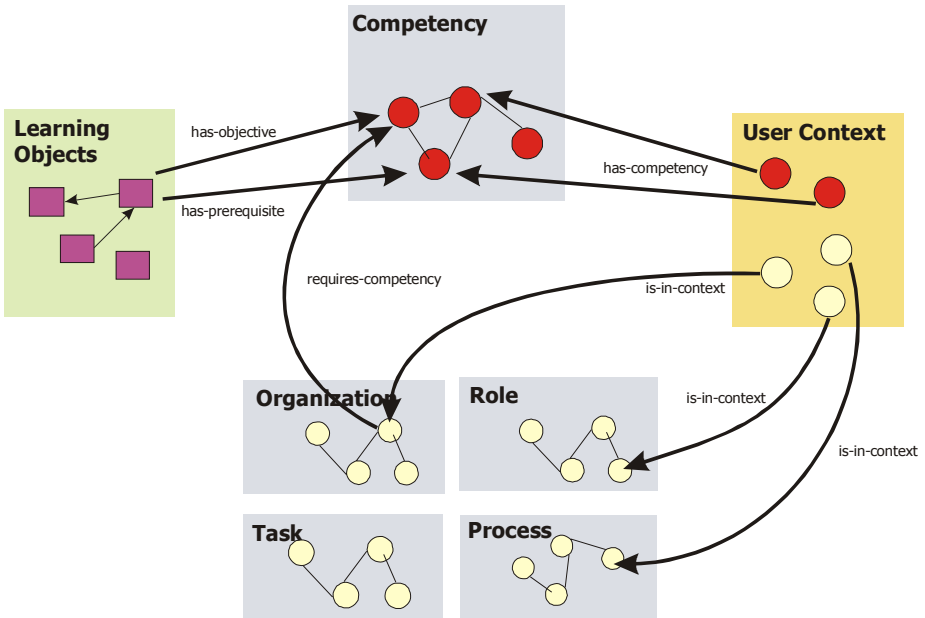 Competency
Learning
Objects
User Context
has-objective
has-competency
has-prerequisite
requires-competency
is-in-context
Organization
Role
is-in-context
is-in-context
Task
Process